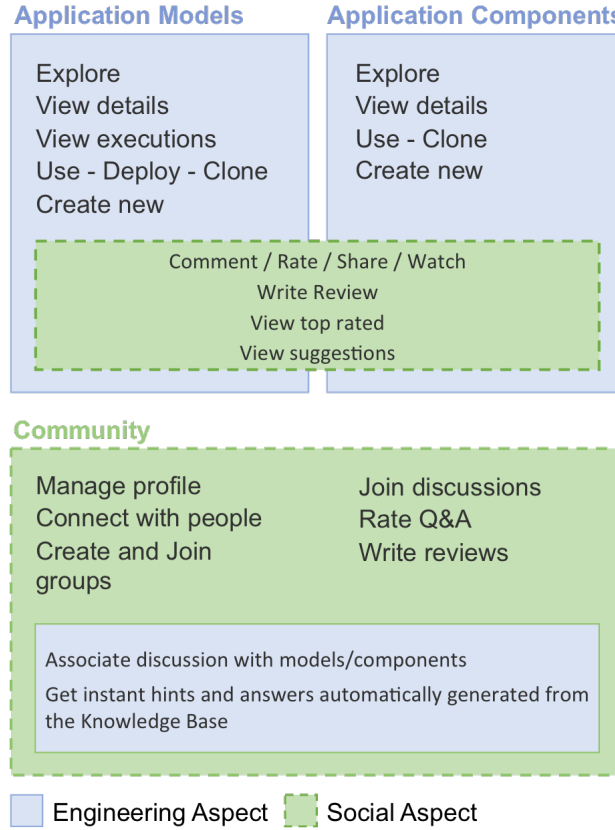 Application Models
Explore
View details
View executions
Use - Deploy - Clone
Create new
Application Components
Explore
View details
Use - Clone
Create new
Comment / Rate / Share / Watch
Write Review
View top rated
View suggestions
Community
Manage profile
Connect with people
Create and Join
groups
Join discussions
Rate Q&A
Write reviews
Associate discussion with models/components
Get instant hints and answers automatically generated from
the Knowledge Base
Engineering Aspect
Social Aspect